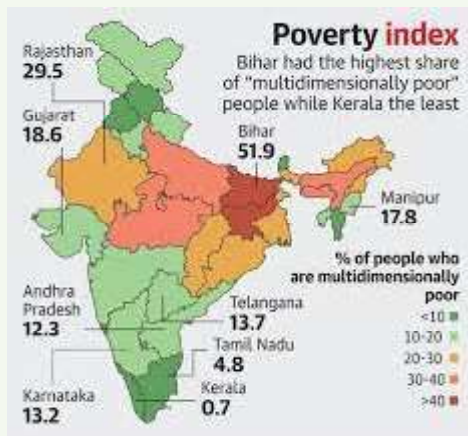 Poverty index
Bihar had the highest share
of "multidimensionally poor"
people while Kerala the least
Rajasthan
29.5
Gujarat
18.6
Bihar
51.9
Manipur
17.8
% of people who
are multidimensionally
poor
<10
10-20
20-30
30-40
>40
Andhra
Pradesh
12.3
Telangana
13.7
Tamil Nadu
4.8
Karnataka
13.2
Kerala
0.7